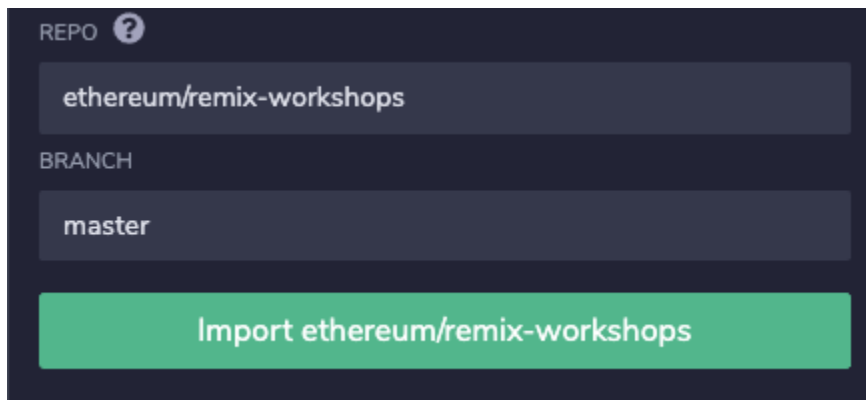 REPO ?
ethereum/remix-workshops
BRANCH
master
Import ethereum/remix-workshops